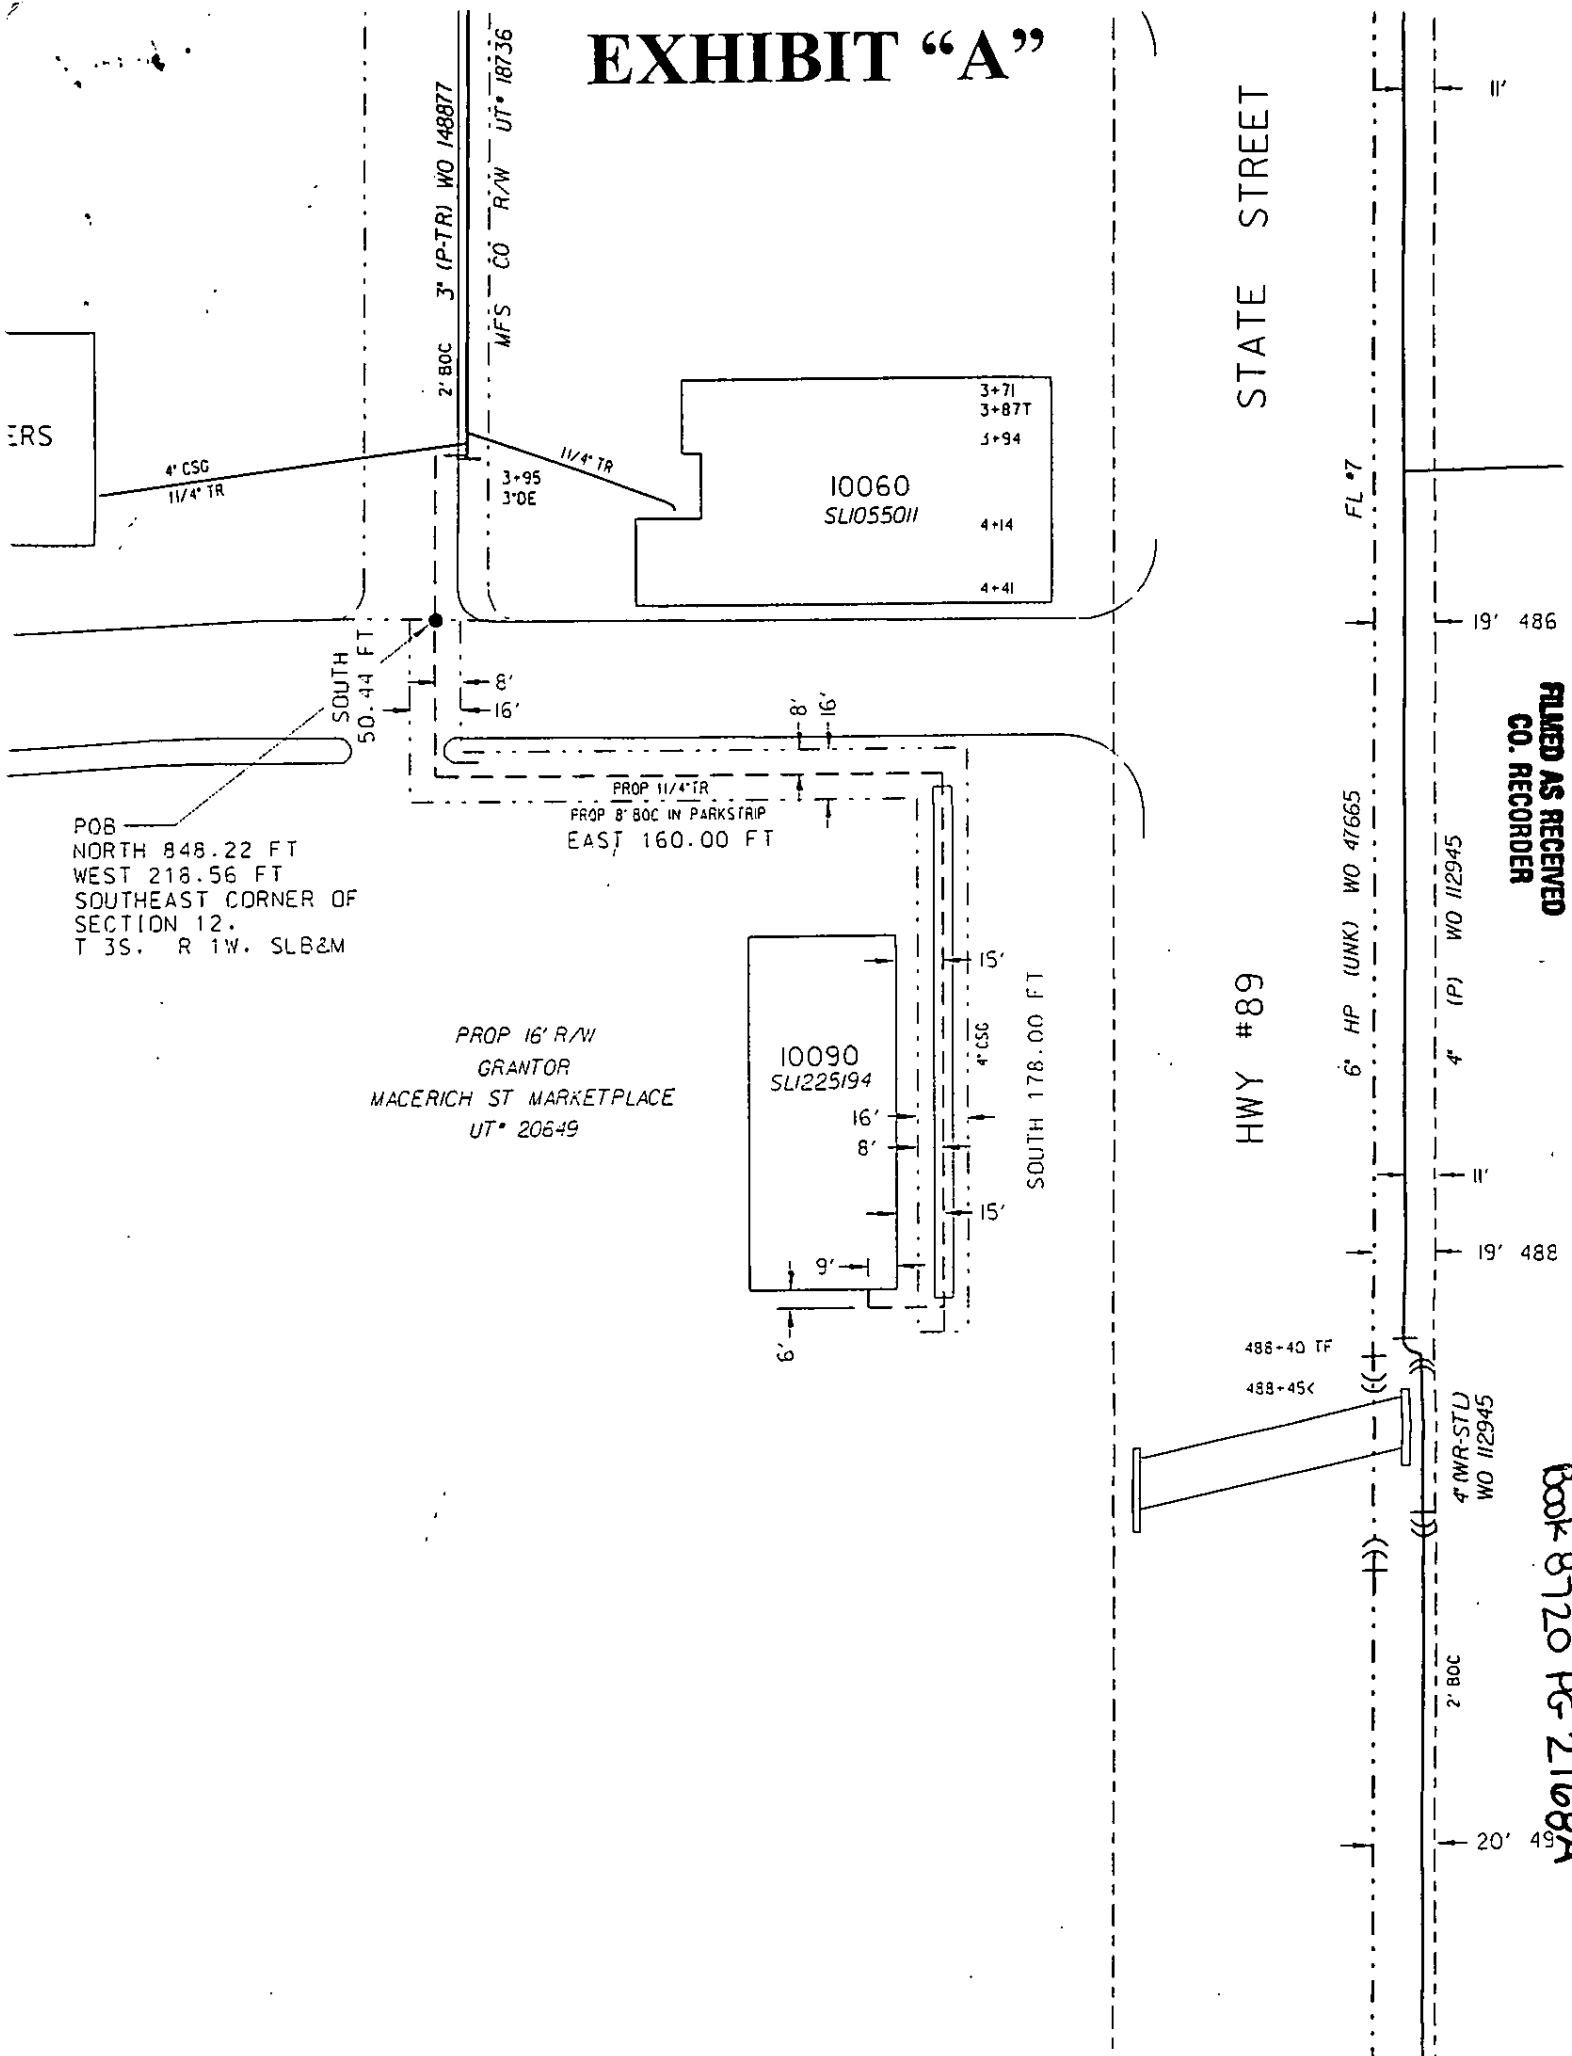 EXHIBIT “A”
3" (P-TR) WO 148877
2' BOC
MFS CO R/W UT# 18736
STATE STREET
11'
ERS
4" CSG
1 1/4" TR
3+95
3"DE
1 1/4" TR
3+71
3+87T
3+94
10060
SL1055011
4+14
4+41
FL #7
19' 486
FILMED AS RECEIVED
CO. RECORDER
SOUTH
50.44 FT
8'
16'
8'
16'
PROP 1 1/4"TR
PROP 8' BOC IN PARKSTRIP
EAST 160.00 FT
POB
NORTH 848.22 FT
WEST 218.56 FT
SOUTHEAST CORNER OF
SECTION 12.
T 3S. R 1W. SLB&M
6" HP (UNK) WO 47665
4" (P) WO 112945
15'
PROP 16' R/W
GRANTOR
MACERICH ST MARKETPLACE
UT# 20649
10090
SL1225194
4" CSG
SOUTH 178.00 FT
HWY #89
16'
8'
15'
9'
6'
11'
19' 488
488+40 TF
488+45<
4" (WR-STL)
WO 112945
2' BOC
Book 8720 PG 2168A
20' 49